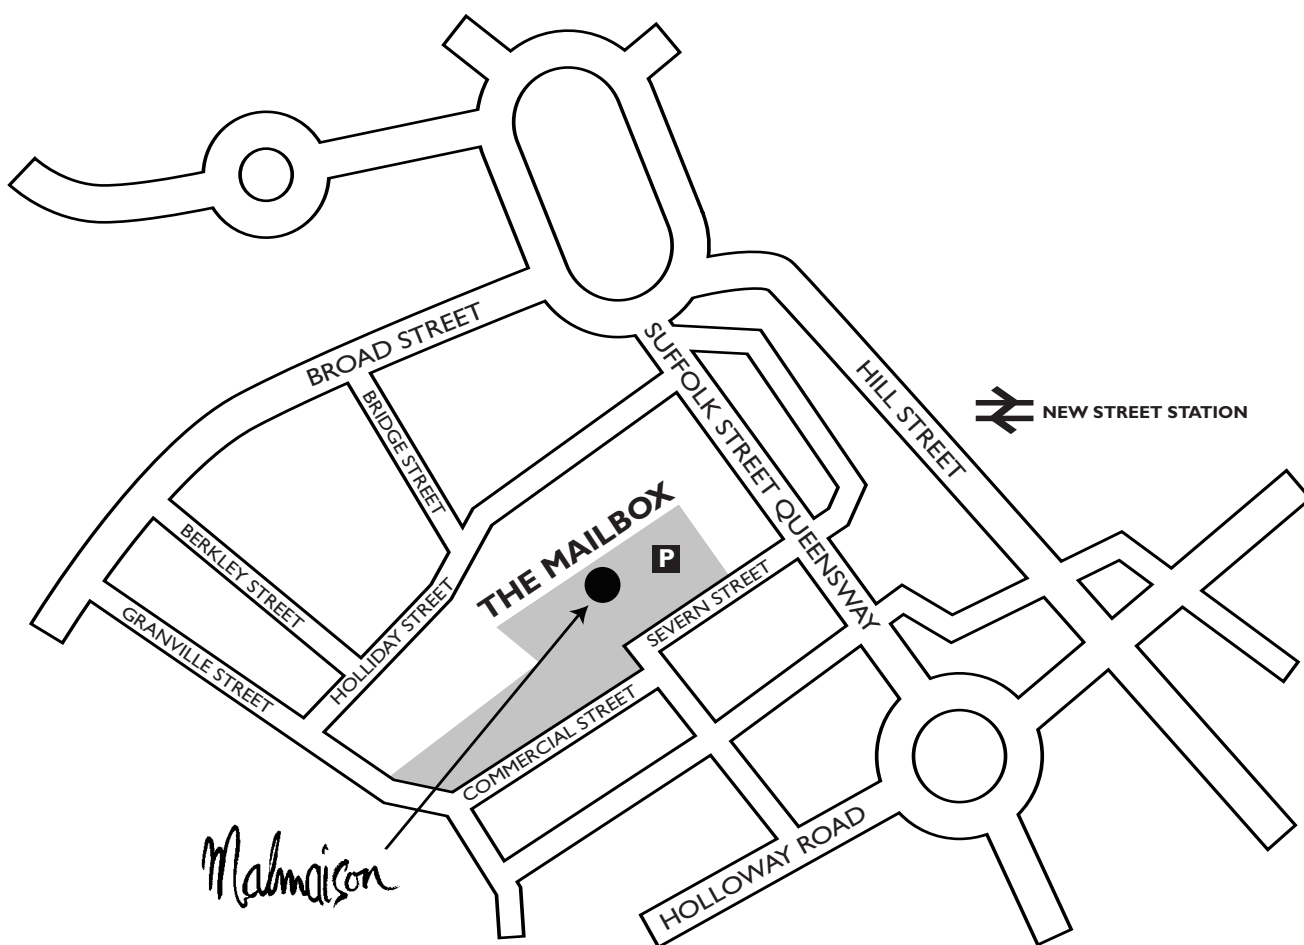 BROAD STREET
SUFFOLK STREET QUEENSWAY
HILL STREET
NEW STREET STATION
BRIDGE STREET
THE MAILBOX
P
BERKLEY STREET
SEVERN STREET
HOLLIDAY STREET
GRANVILLE STREET
COMMERCIAL STREET
HOLLOWAY ROAD
Malmaison